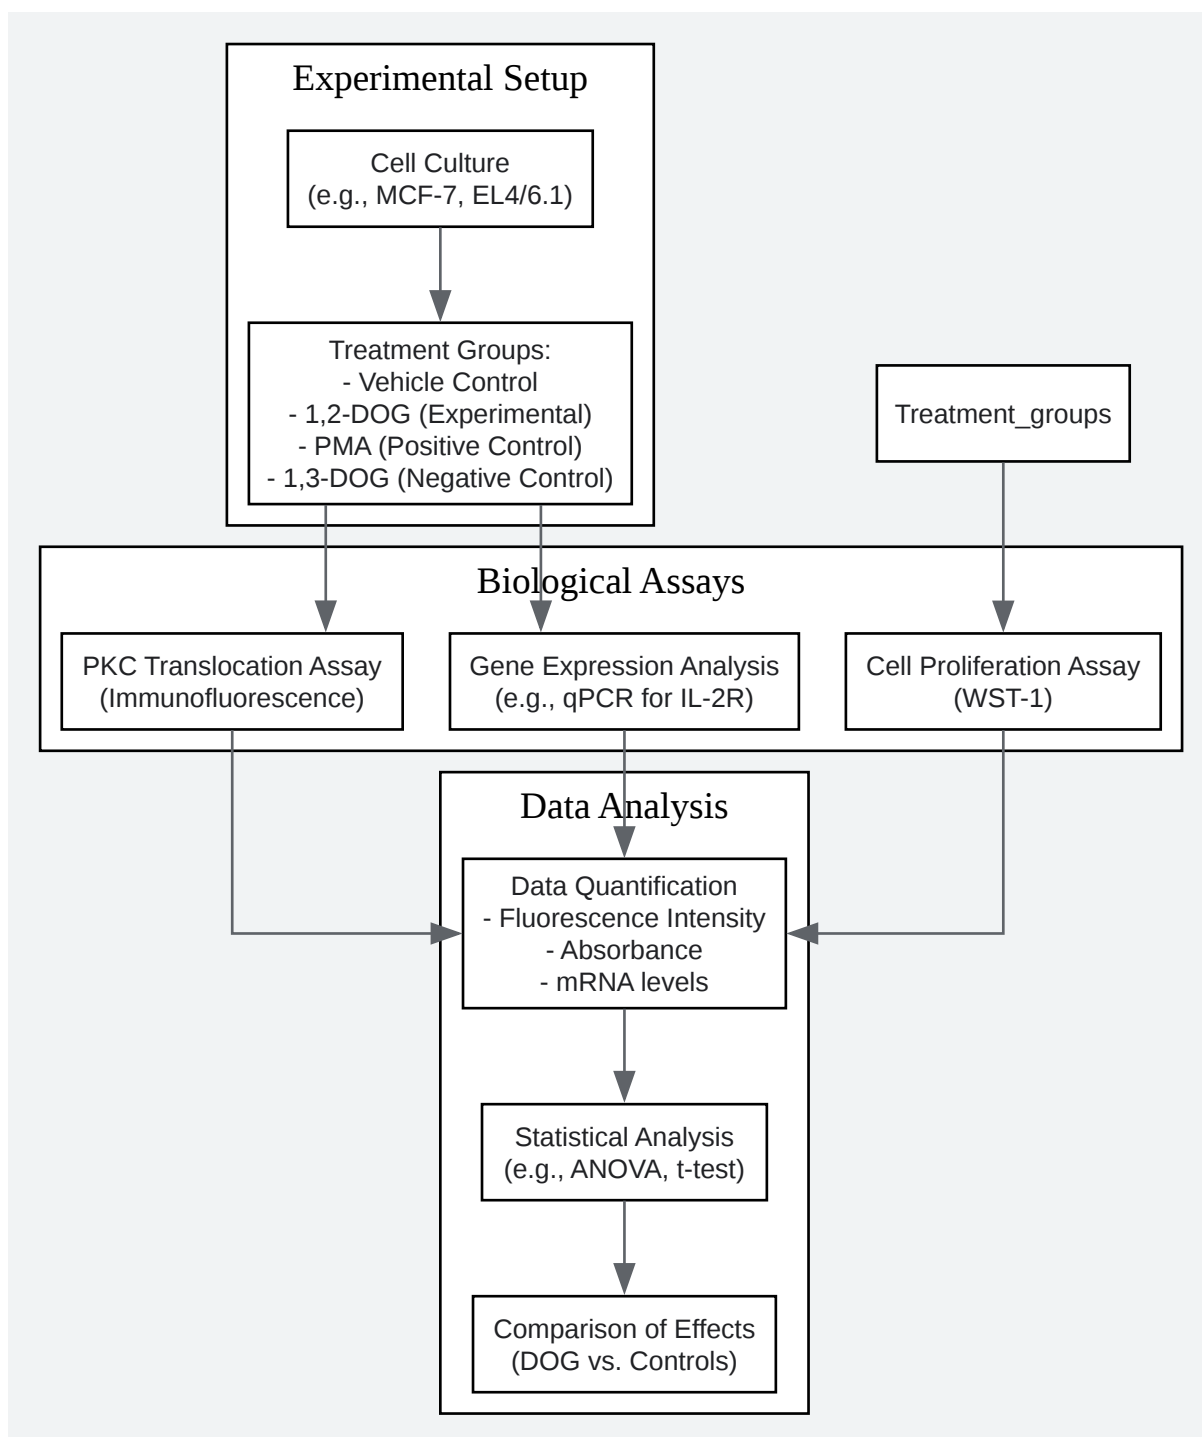 Experimental Setup
Cell Culture
(e.g., MCF-7, EL4/6.1)
Treatment Groups:
- Vehicle Control
- 1,2-DOG (Experimental)
- PMA (Positive Control)
- 1,3-DOG (Negative Control)
Treatment_groups
Biological Assays
PKC Translocation Assay
(Immunofluorescence)
Gene Expression Analysis
(e.g., qPCR for IL-2R)
Cell Proliferation Assay
(WST-1)
Data Analysis
Data Quantification
- Fluorescence Intensity
- Absorbance
- mRNA levels
Statistical Analysis
(e.g., ANOVA, t-test)
Comparison of Effects
(DOG vs. Controls)